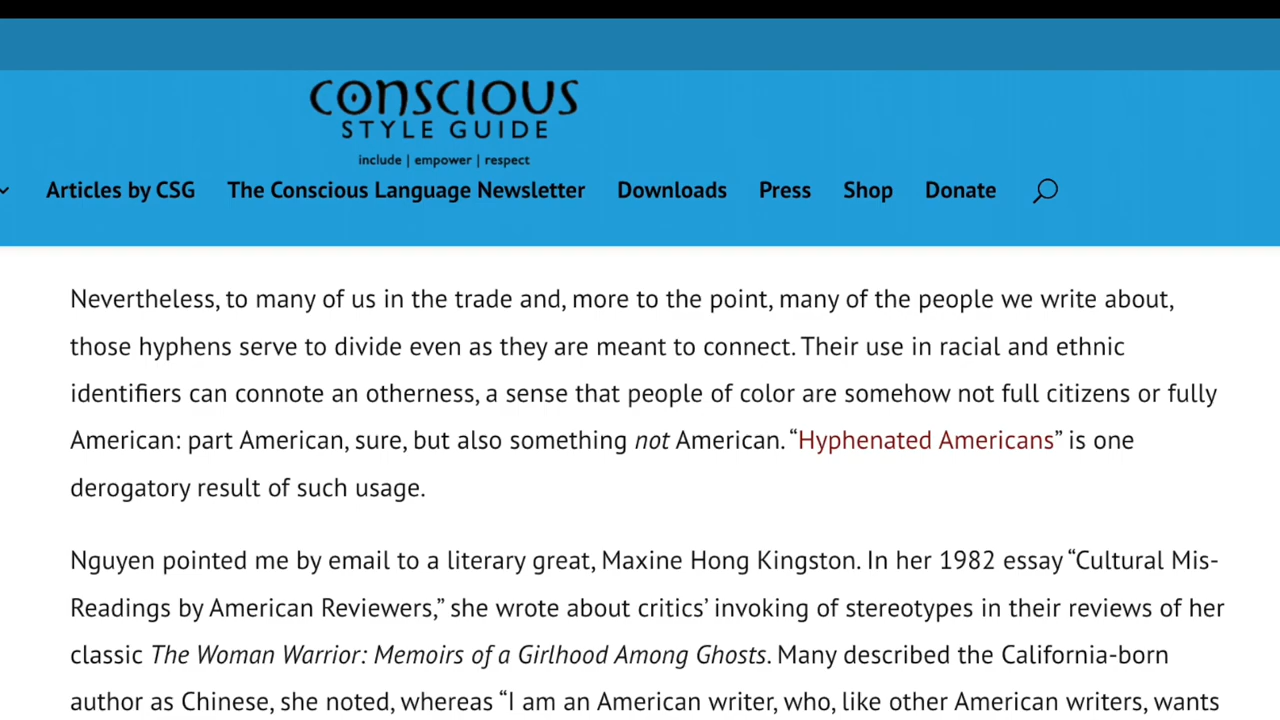 CONSCIOUS
STYLE GUIDE
include | empower | respect
Articles by CSG The Conscious Language Newsletter Downloads Press Shop Donate
Nevertheless, to many of us in the trade and, more to the point, many of the people we write about,
those hyphens serve to divide even as they are meant to connect. Their use in racial and ethnic
identifiers can connote an otherness, a sense that people of color are somehow not full citizens or fully
American: part American, sure, but also something not American. “Hyphenated Americans” is one
derogatory result of such usage.
Nguyen pointed me by email to a literary great, Maxine Hong Kingston. In her 1982 essay “Cultural Mis-
Readings by American Reviewers,” she wrote about critics’ invoking of stereotypes in their reviews of her
classic The Woman Warrior: Memoirs of a Girlhood Among Ghosts. Many described the California-born
author as Chinese, she noted, whereas “I am an American writer, who, like other American writers, wants